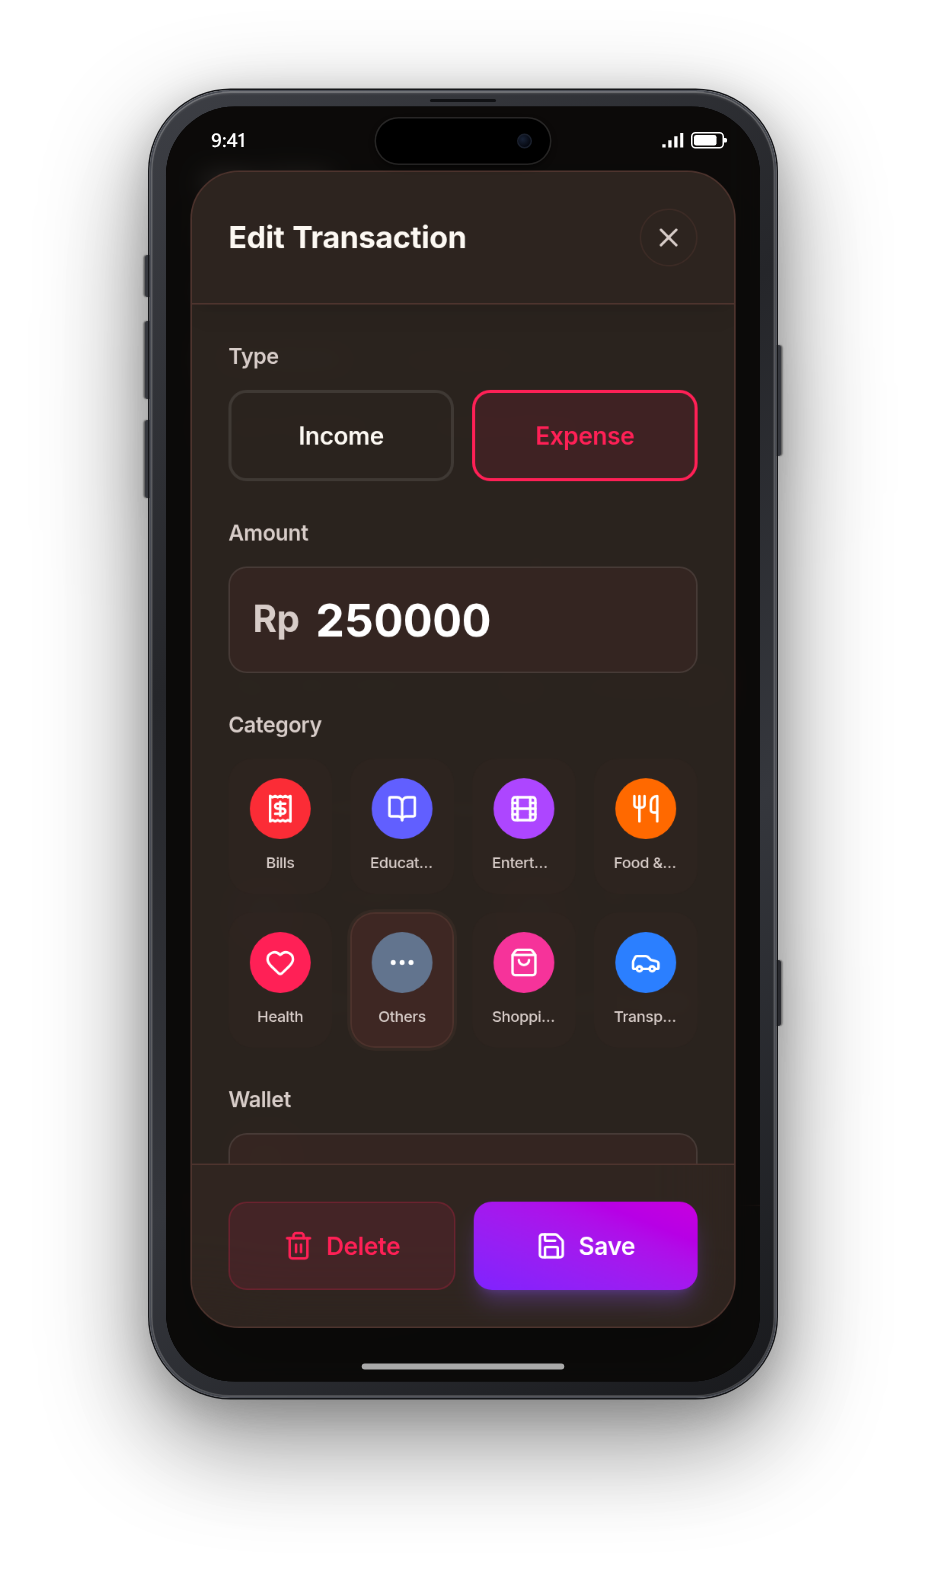 9:41
Edit Transaction
Type
Income Expense
Amount
Rp 250000
Category
Bills Educat... Entert... Food &...
Health Others Shoppi... Transp...
Wallet
Delete Save